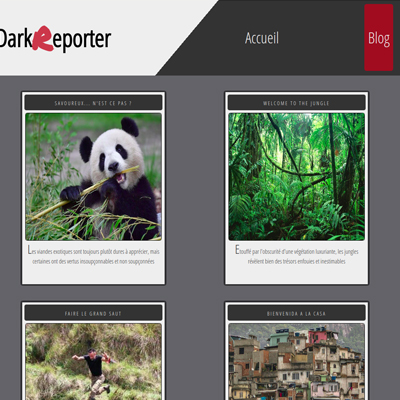 DarkReporter
Accueil
Blog
SAVOUREUX... N'EST CE PAS ?
WELCOME TO THE JUNGLE
Les viandes exotiques sont toujours plutôt dures à apprécier, mais
certaines ont des vertus insoupçonnables et non soupçonnées
Etouffé par l'obscurité d'une végétation luxuriante, les jungles
révèlent bien des trésors enfouies et inestimables
FAIRE LE GRAND SAUT
BIENVENIDA A LA CASA